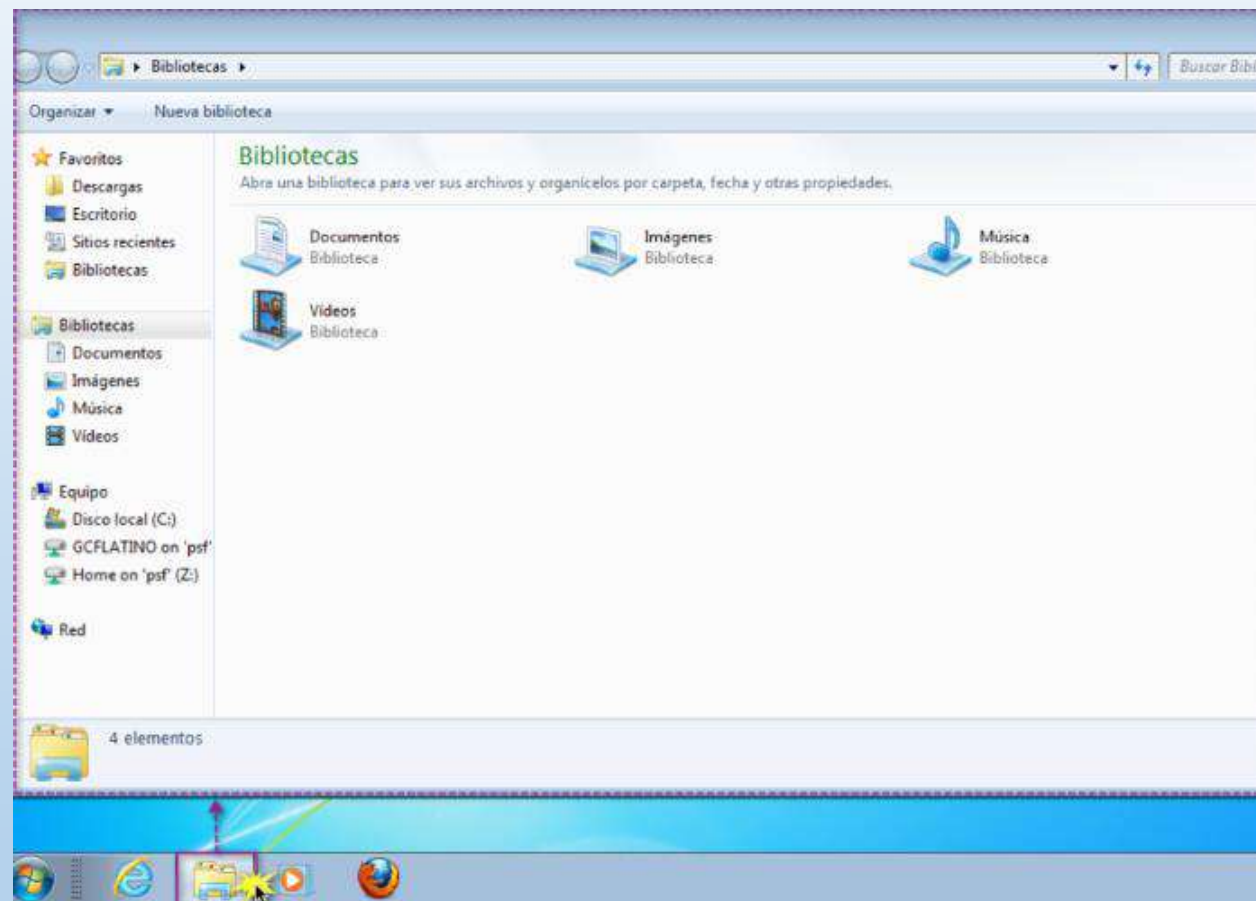 Bibliotecas
Buscar Bibl
Organizar Nueva biblioteca
Favoritos
Descargas
Escritorio
Sitios recientes
Bibliotecas
Bibliotecas
Documentos
Imágenes
Música
Vídeos
Equipo
Disco local (C:)
GCFLATINO on 'psf'
Home on 'psf' (Z:)
Red
Bibliotecas
Abra una biblioteca para ver sus archivos y organícelos por carpeta, fecha y otras propiedades.
Documentos
Biblioteca
Imágenes
Biblioteca
Música
Biblioteca
Vídeos
Biblioteca
4 elementos